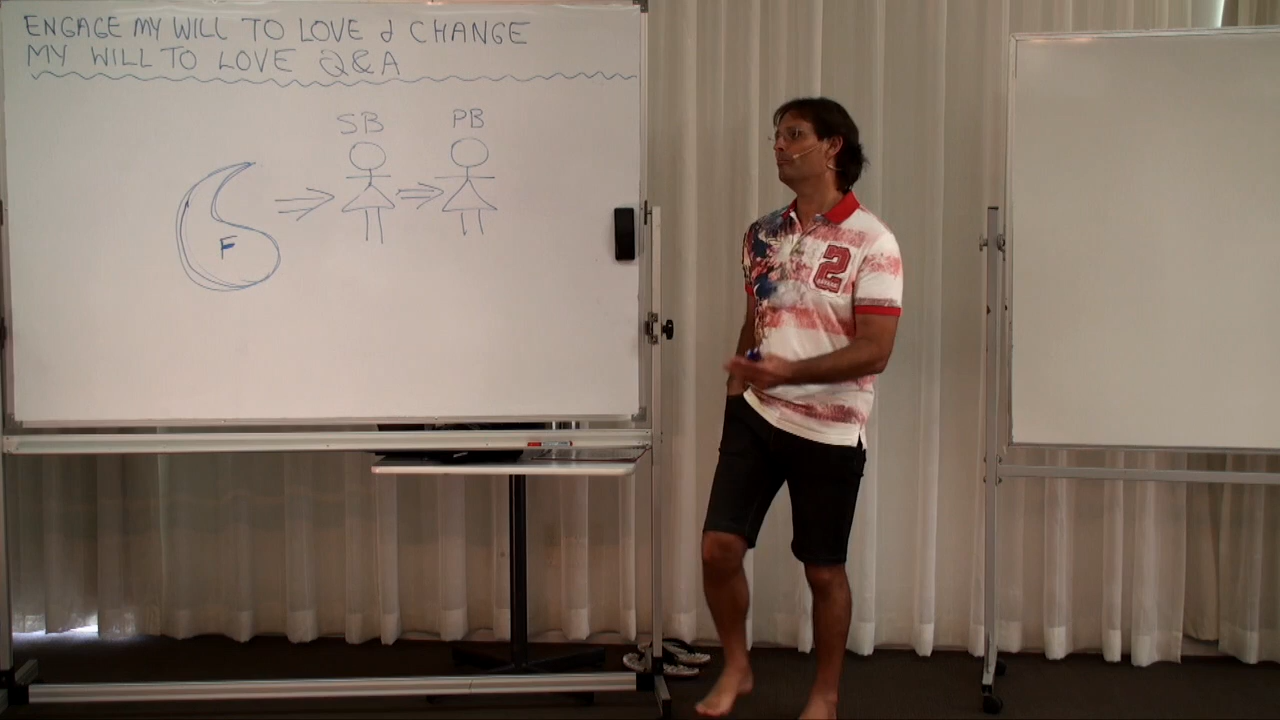 ENGAGE MY WILL TO LOVE & CHANGE
MY WILL TO LOVE Q&A
SB PB
F
2